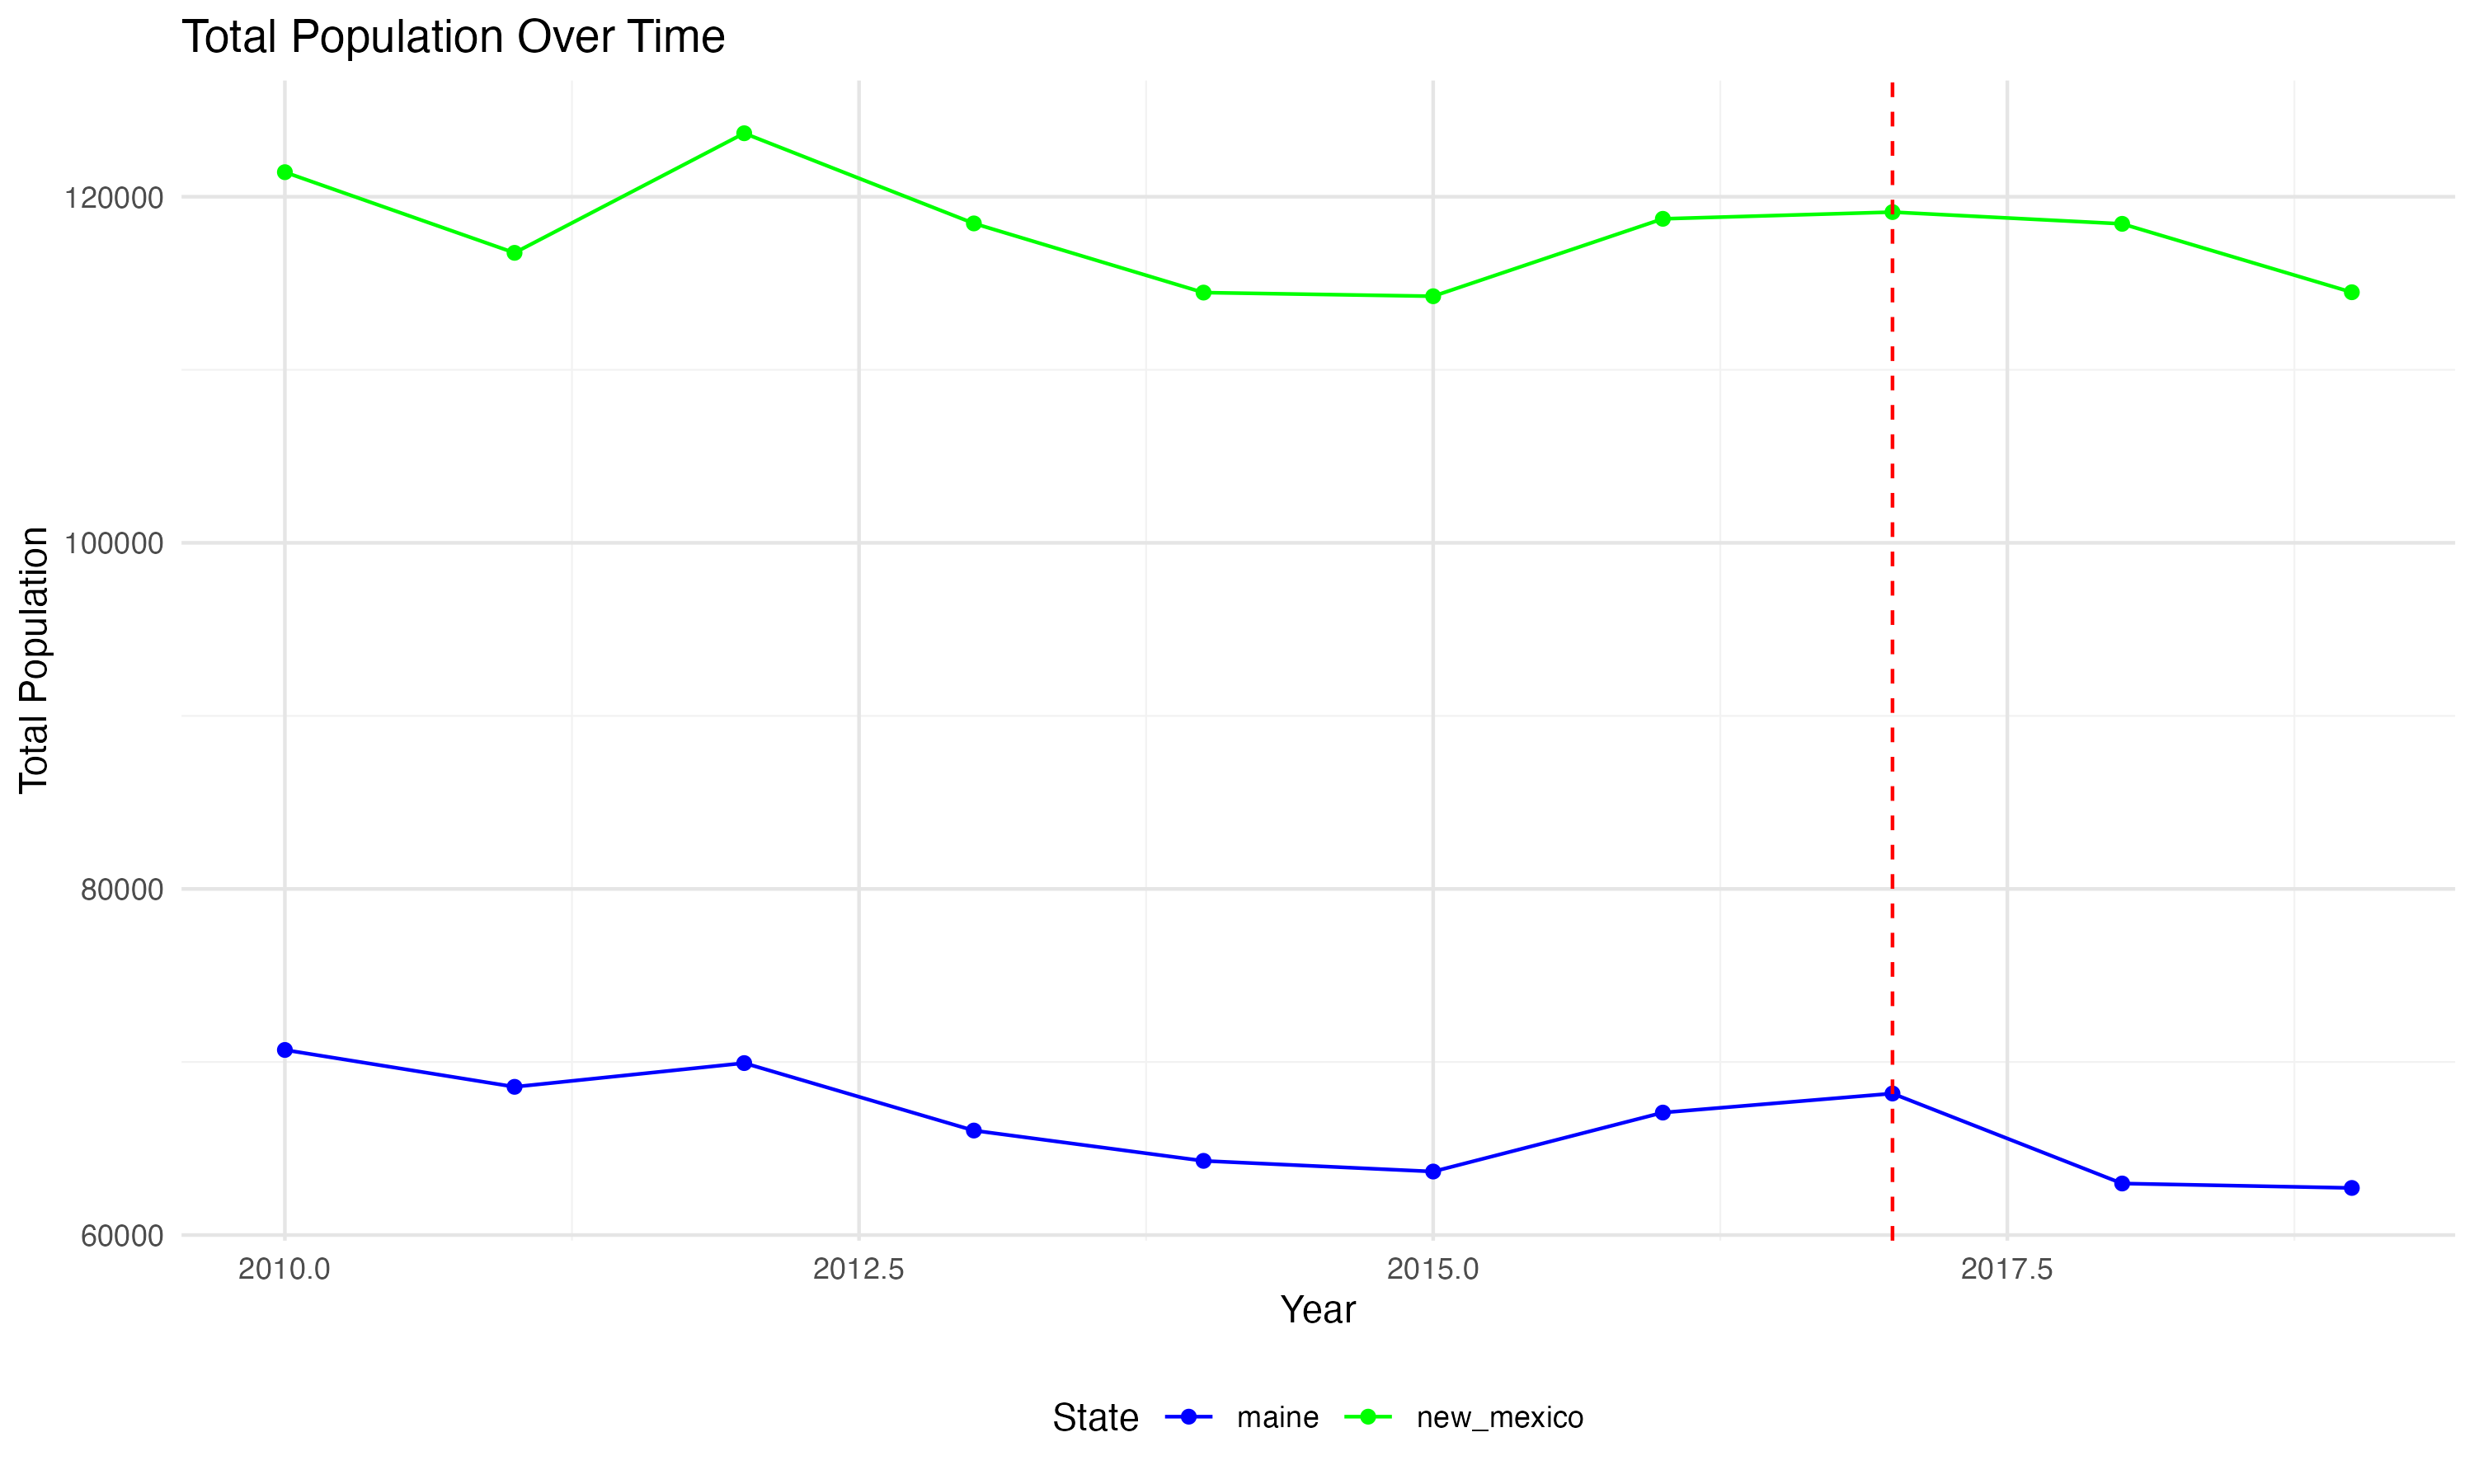 Total Population Over Time
Total Population
120000
100000
80000
60000
2010.0 2012.5 2015.0 2017.5
Year
State maine new_mexico